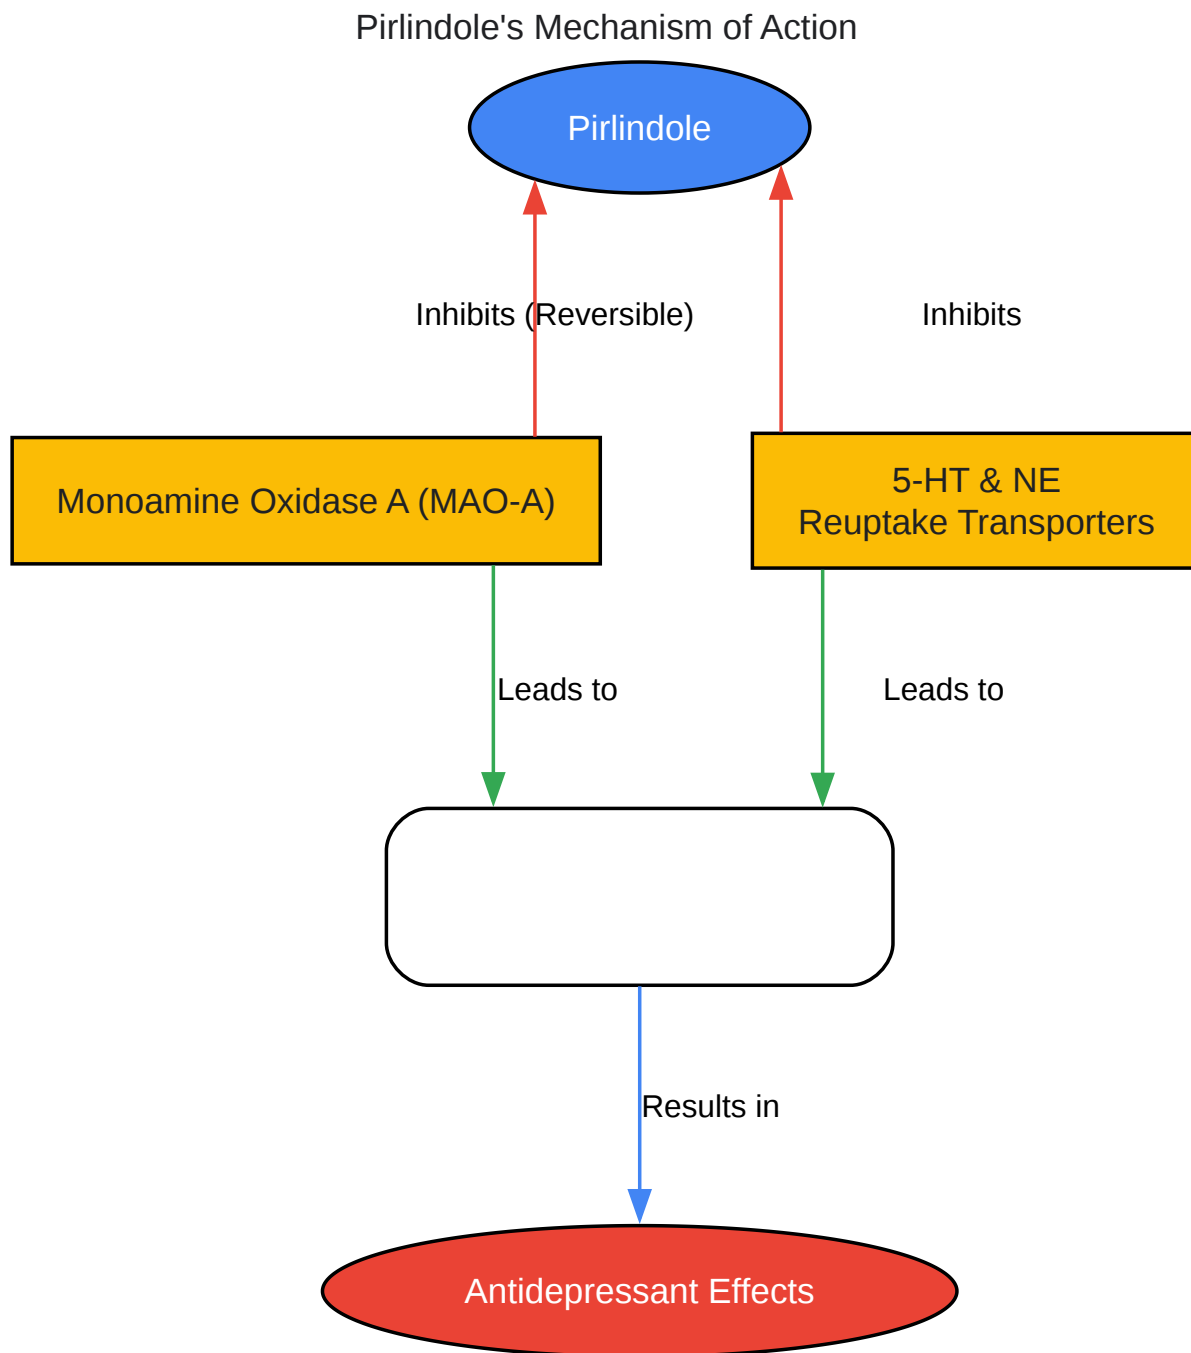 Pirlindole's Mechanism of Action
Pirlindole
Inhibits (Reversible)
Inhibits
Monoamine Oxidase A (MAO-A)
5-HT & NE
Reuptake Transporters
Leads to
Leads to
Results in
Antidepressant Effects